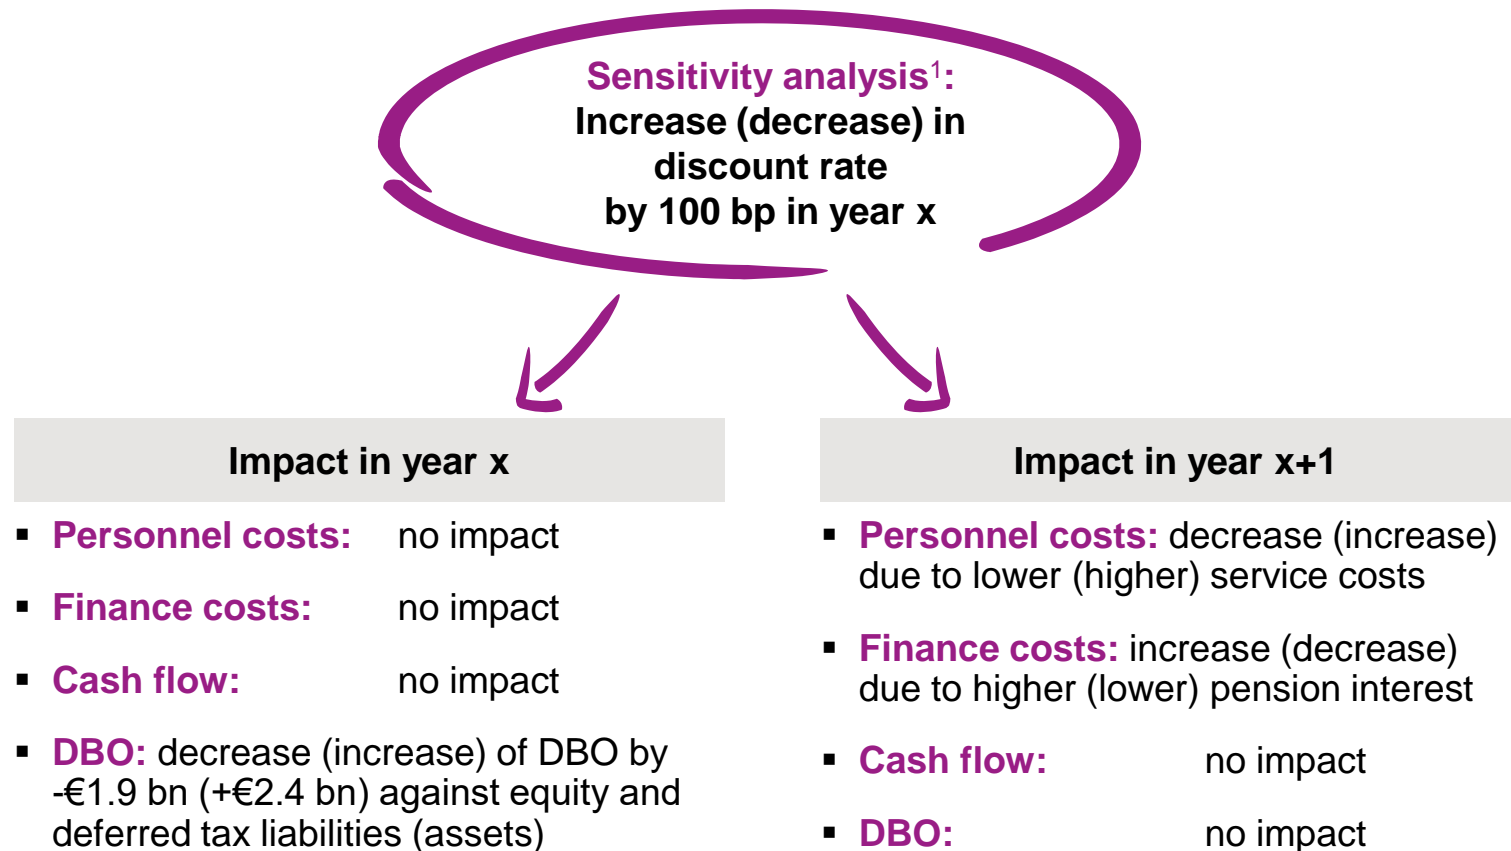 Sensitivity analysis¹:
Increase (decrease) in
discount rate
by 100 bp in year x
Impact in year x
▪ Personnel costs: no impact
▪ Finance costs: no impact
▪ Cash flow: no impact
▪ DBO: decrease (increase) of DBO by
-€1.9 bn (+€2.4 bn) against equity and
deferred tax liabilities (assets)
Impact in year x+1
▪ Personnel costs: decrease (increase)
due to lower (higher) service costs
▪ Finance costs: increase (decrease)
due to higher (lower) pension interest
▪ Cash flow: no impact
▪ DBO: no impact